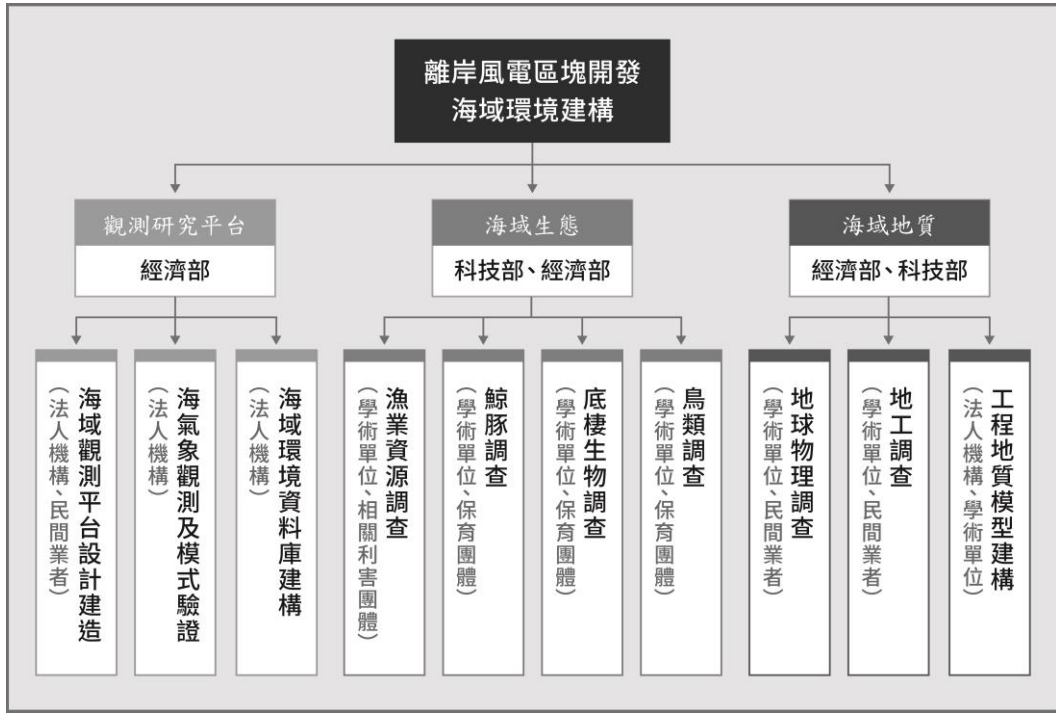 離岸風電區塊開發
海域環境建構
觀測研究平台
經濟部
海域觀測平台設計建造
（法人機構、民間業者）
海氣象觀測及模式驗證
（法人機構）
海域環境資料庫建構
（法人機構）
海域生態
科技部、經濟部
漁業資源調查
（學術單位、相關利害團體）
鯨豚調查
（學術單位、保育團體）
底棲生物調查
（學術單位、保育團體）
鳥類調查
（學術單位、保育團體）
海域地質
經濟部、科技部
地球物理調查
（學術單位、民間業者）
地工調查
（學術單位、民間業者）
工程地質模型建構
（法人機構、學術單位）